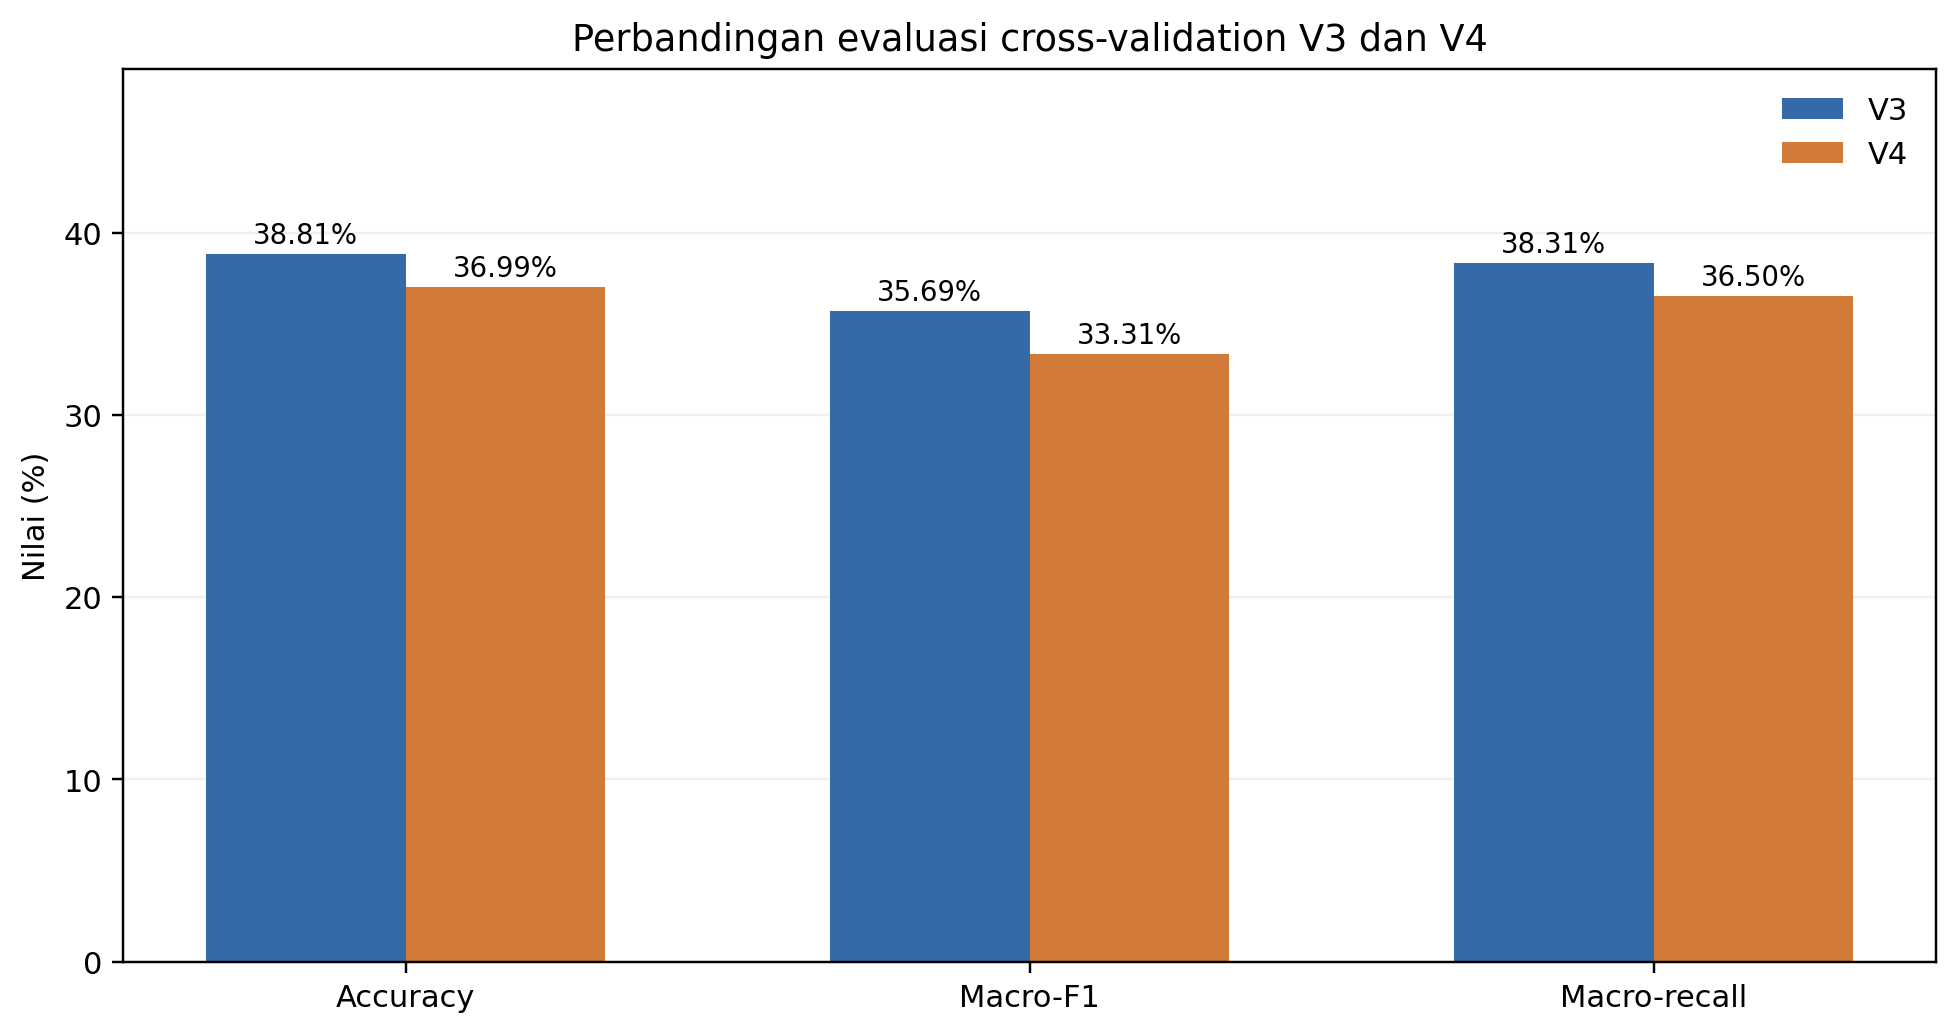 Perbandingan evaluasi cross-validation V3 dan V4
V3
V4
Nilai (%)
40
30
20
10
0
38.81%
36.99%
35.69%
33.31%
38.31%
36.50%
Accuracy
Macro-F1
Macro-recall